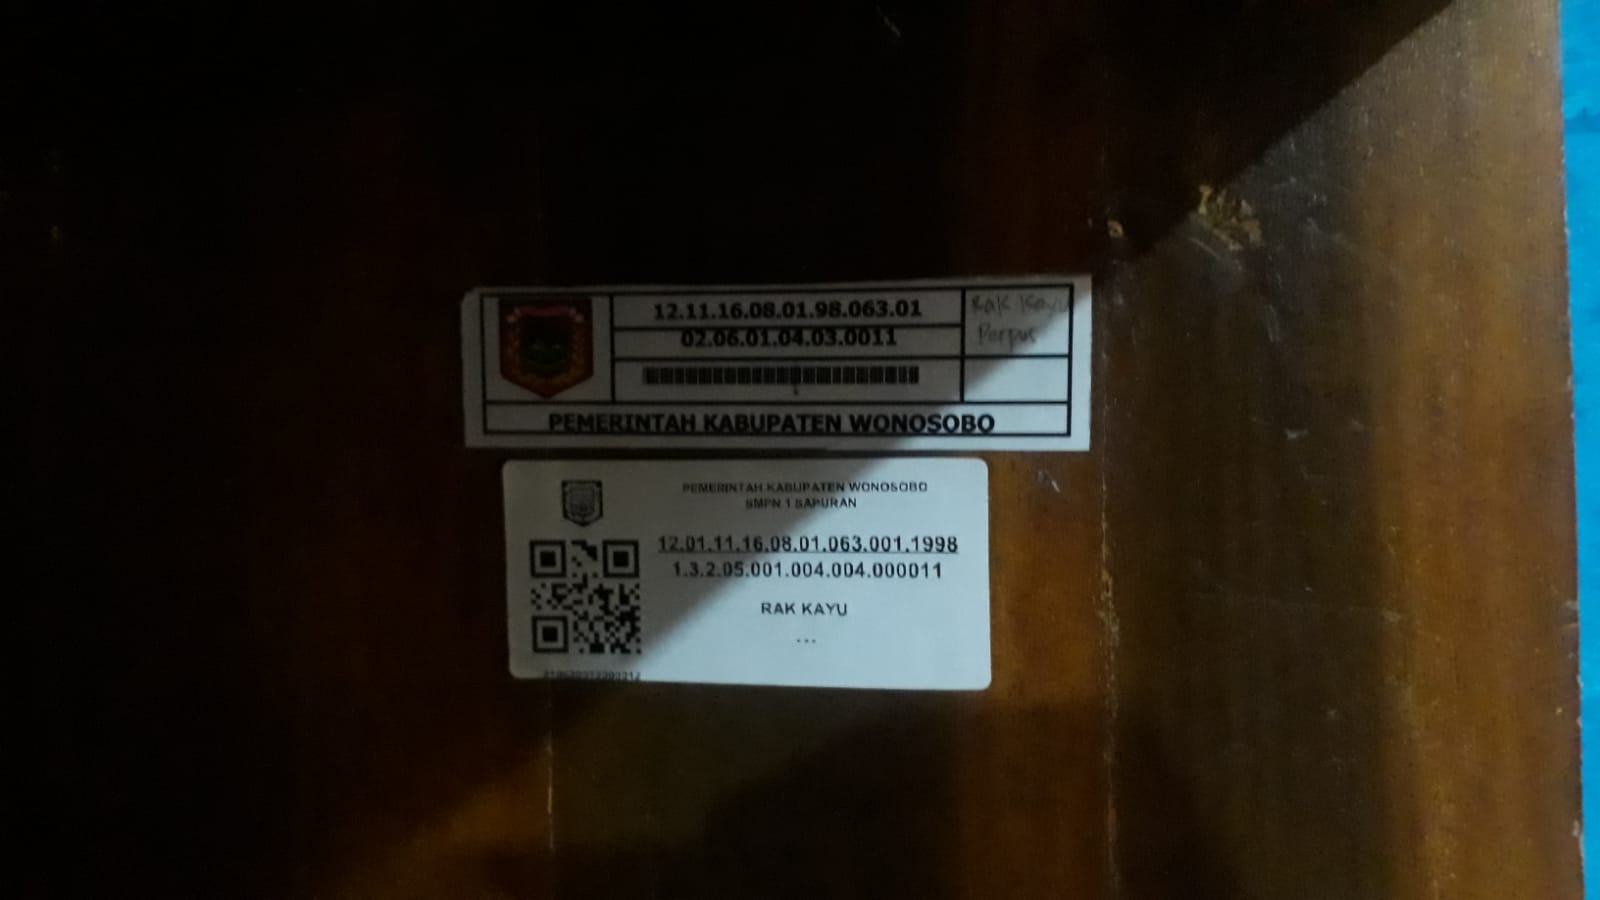 12.11.16.08.01.98.063.01
Rak Kayu
02.06.01.04.03.0011
Perpus
PEMERINTAH KABUPATEN WONOSOBO
PEMERINTAH KABUPATEN WONOSOBO
SMPN 1 SAPURAN
12.01.11.16.08.01.063.001.1998
1.3.2.05.001.004.004.000011
RAK KAYU
...